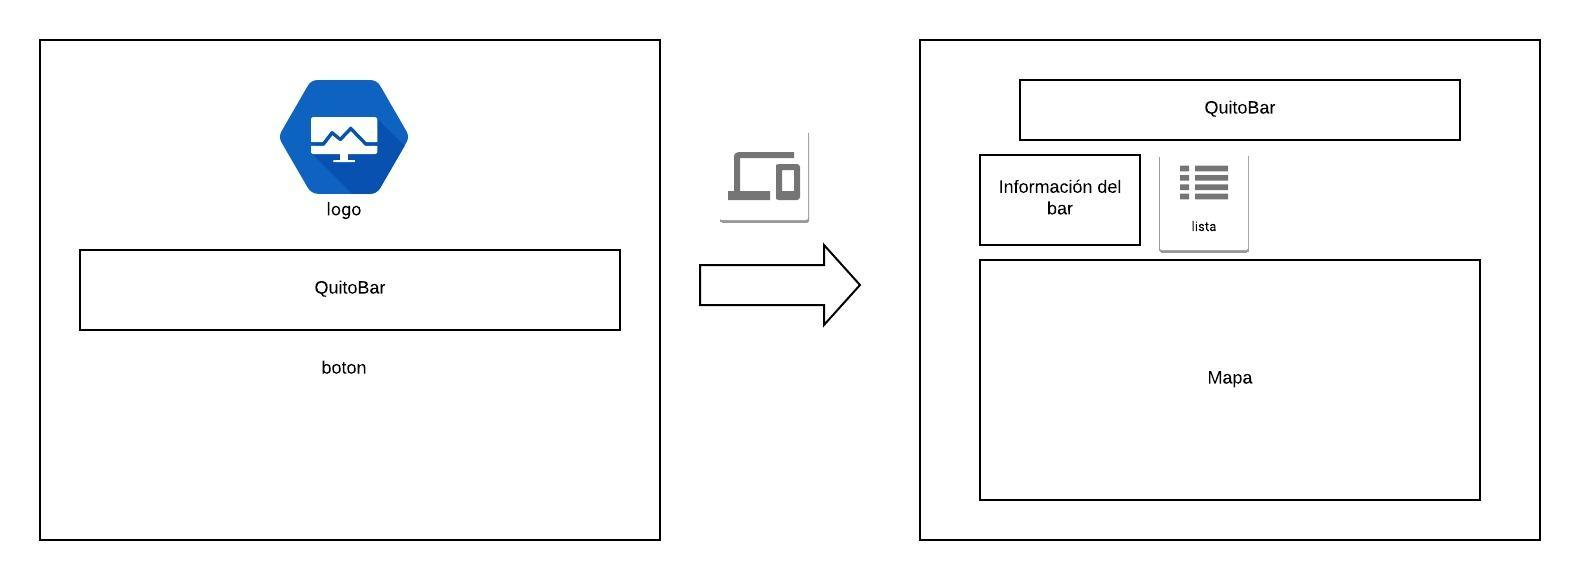 logo
QuitoBar
boton
QuitoBar
Información del
bar
lista
Mapa